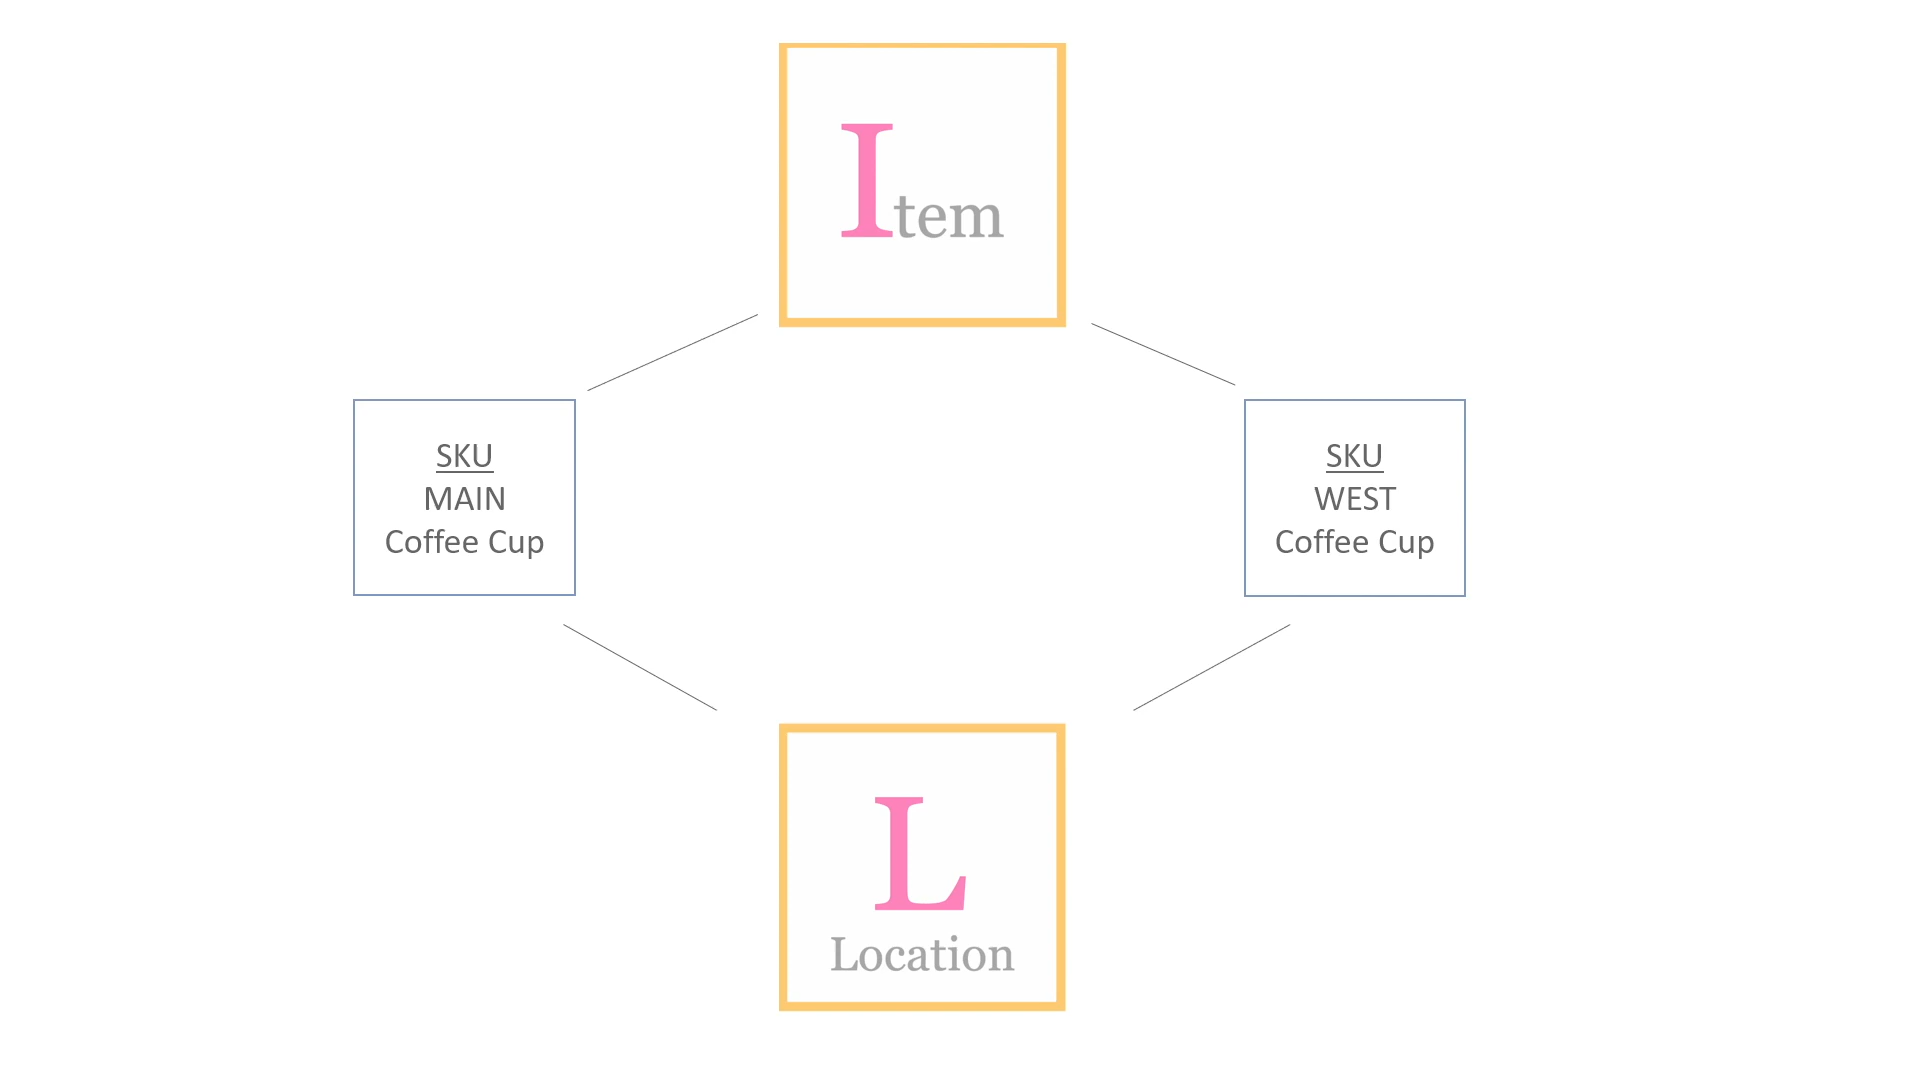 Item
SKU
MAIN
Coffee Cup
SKU
WEST
Coffee Cup
L
Location